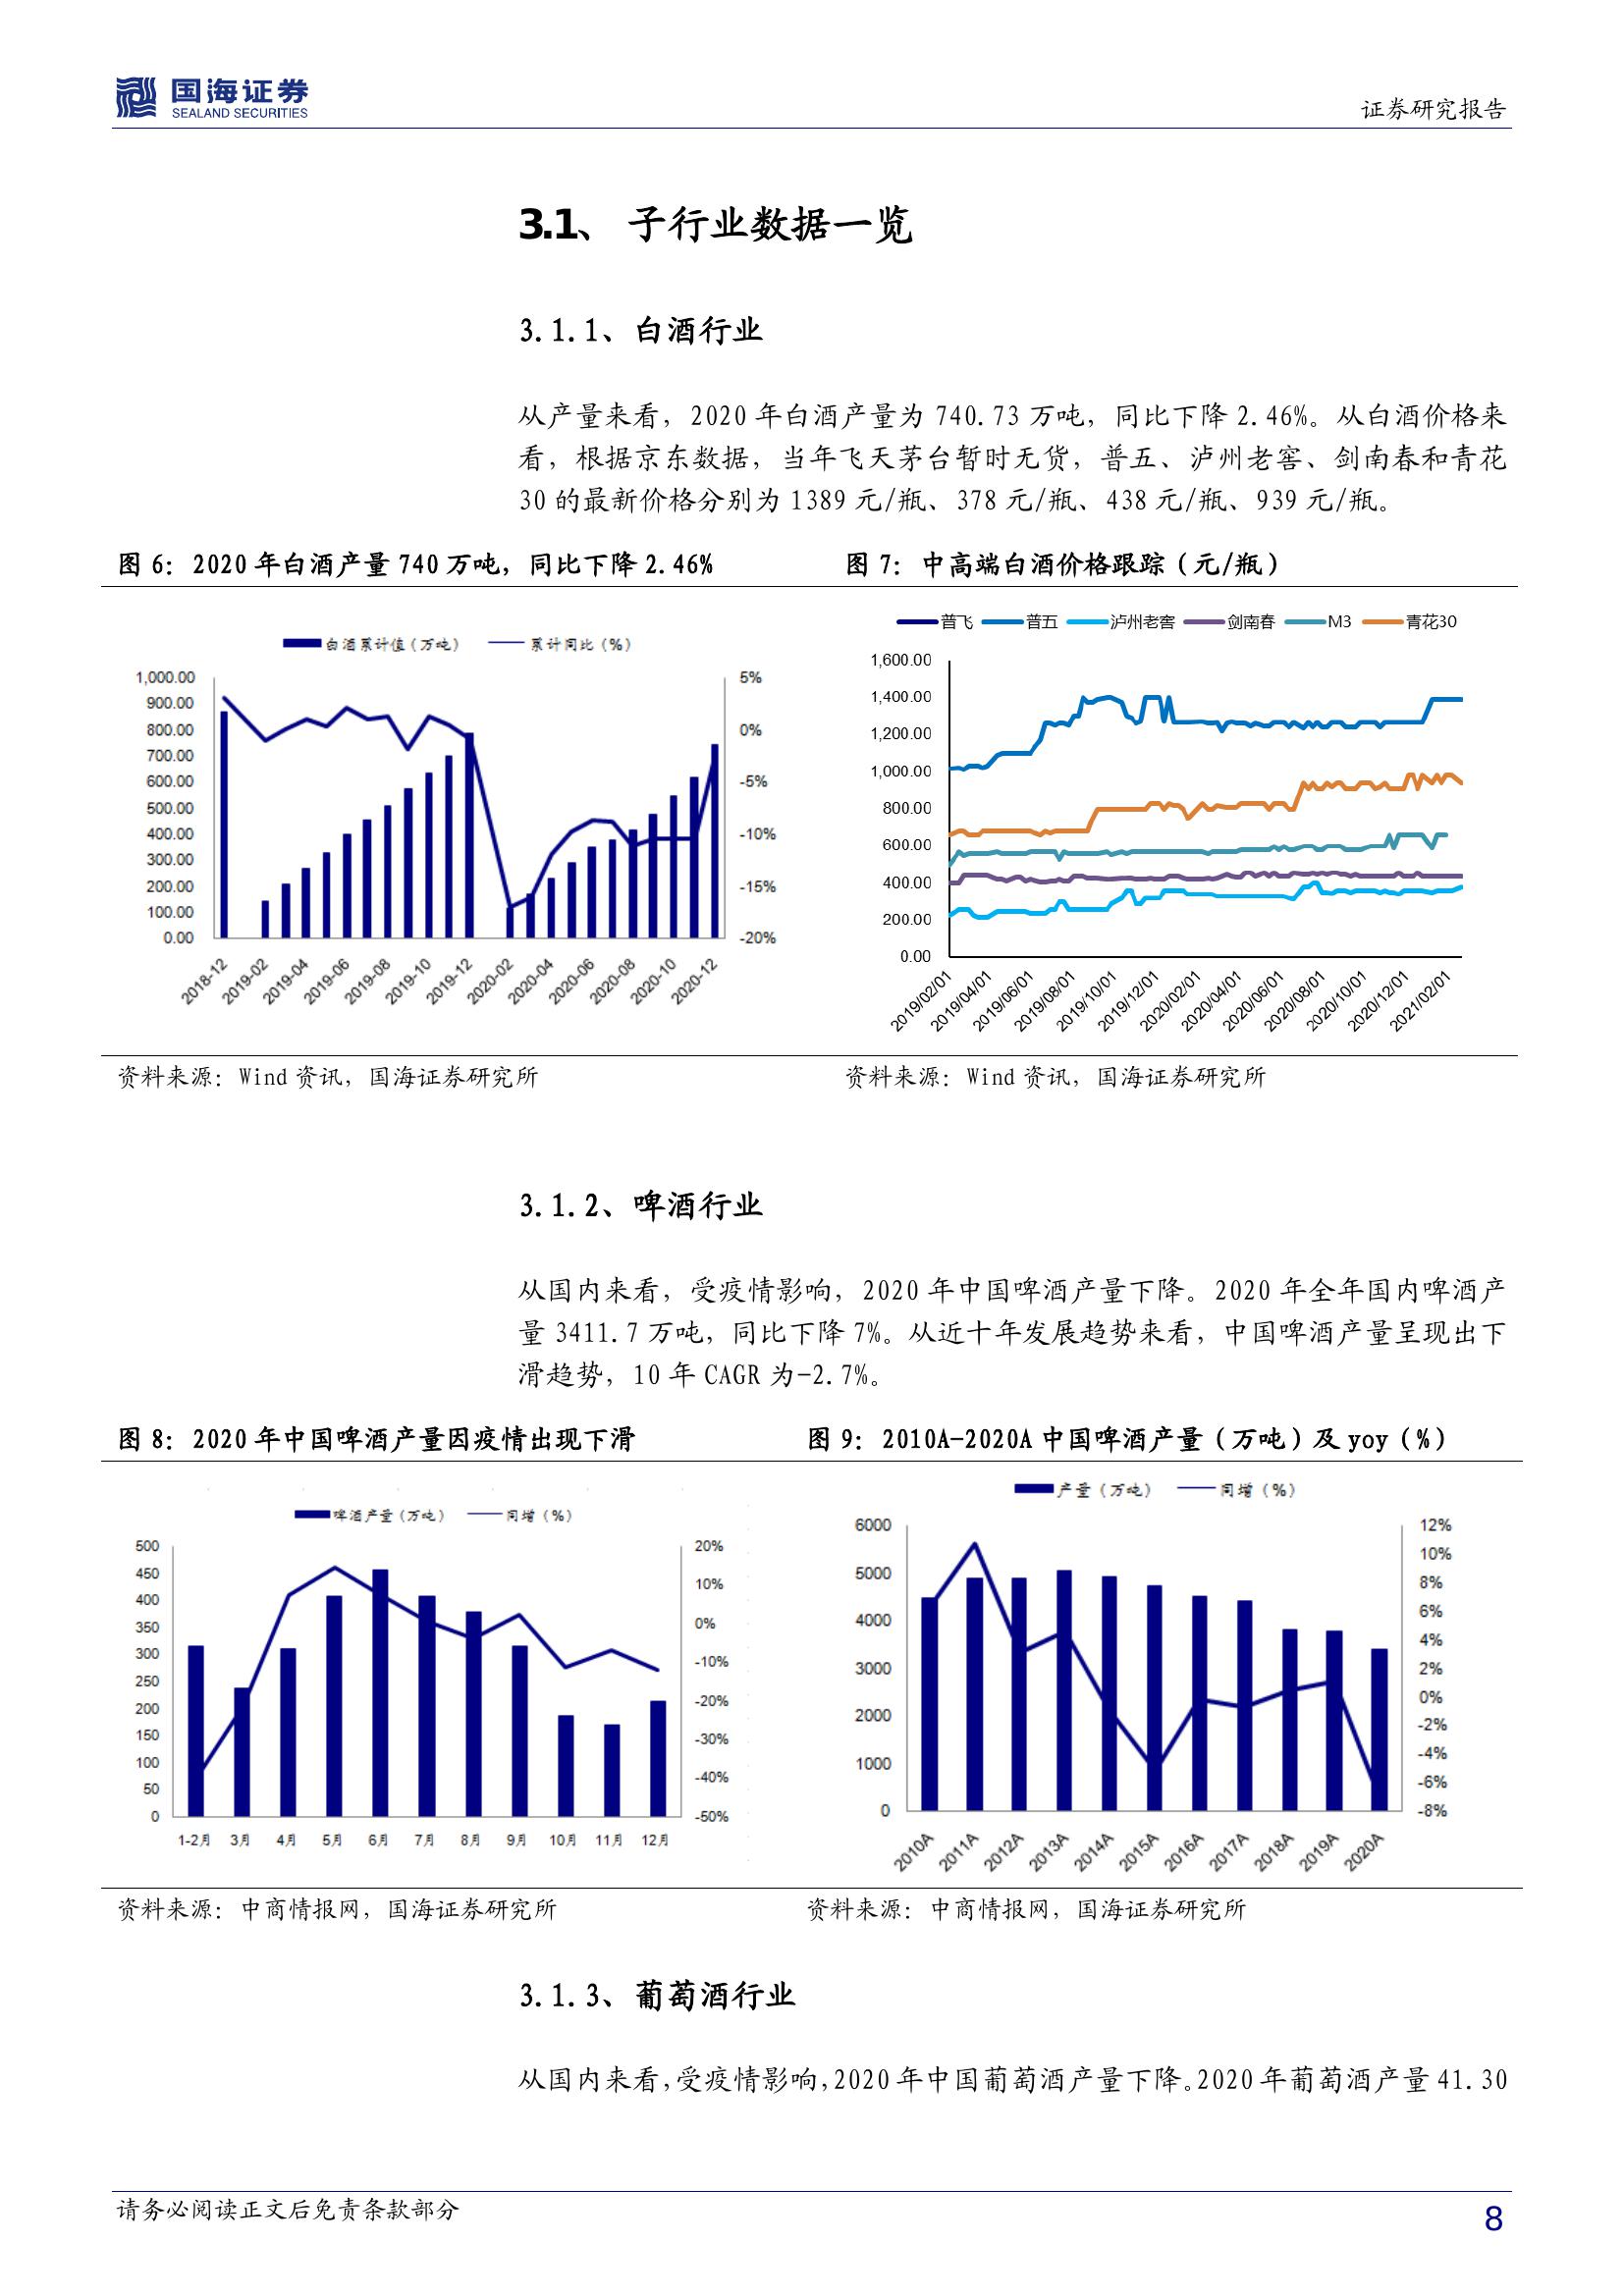 国海证券
SEALAND SECURITIES
证券研究报告
3.1、 子行业数据一览
3.1.1、白酒行业
从产量来看，2020 年白酒产量为 740.73 万吨，同比下降 2.46%。从白酒价格来
看，根据京东数据，当年飞天茅台暂时无货，普五、泸州老窖、剑南春和青花
30 的最新价格分别为 1389 元/瓶、378 元/瓶、438 元/瓶、939 元/瓶。
图 6：2020 年白酒产量 740 万吨，同比下降 2.46%
白酒累计值（万吨） 累计同比（%）
1,000.00
900.00
800.00
700.00
600.00
500.00
400.00
300.00
200.00
100.00
0.00
5%
0%
-5%
-10%
-15%
-20%
2018-12 2019-02 2019-04 2019-06 2019-08 2019-10 2019-12 2020-02 2020-04 2020-06 2020-08 2020-10 2020-12
资料来源：Wind 资讯，国海证券研究所
图 7：中高端白酒价格跟踪（元/瓶）
普飞 普五 泸州老窖 剑南春 M3 青花30
1,600.00
1,400.00
1,200.00
1,000.00
800.00
600.00
400.00
200.00
0.00
2019/02/01 2019/04/01 2019/06/01 2019/08/01 2019/10/01 2019/12/01 2020/02/01 2020/04/01 2020/06/01 2020/08/01 2020/10/01 2020/12/01 2021/02/01
资料来源：Wind 资讯，国海证券研究所
3.1.2、啤酒行业
从国内来看，受疫情影响，2020 年中国啤酒产量下降。2020 年全年国内啤酒产
量 3411.7 万吨，同比下降 7%。从近十年发展趋势来看，中国啤酒产量呈现出下
滑趋势，10 年 CAGR 为-2.7%。
图 8：2020 年中国啤酒产量因疫情出现下滑
啤酒产量（万吨） 同增（%）
500
450
400
350
300
250
200
150
100
50
0
20%
10%
0%
-10%
-20%
-30%
-40%
-50%
1-2月 3月 4月 5月 6月 7月 8月 9月 10月 11月 12月
资料来源：中商情报网，国海证券研究所
图 9：2010A-2020A 中国啤酒产量（万吨）及 yoy（%）
产量（万吨） 同增（%）
6000
5000
4000
3000
2000
1000
0
12%
10%
8%
6%
4%
2%
0%
-2%
-4%
-6%
-8%
2010A 2011A 2012A 2013A 2014A 2015A 2016A 2017A 2018A 2019A 2020A
资料来源：中商情报网，国海证券研究所
3.1.3、葡萄酒行业
从国内来看，受疫情影响，2020 年中国葡萄酒产量下降。2020 年葡萄酒产量 41.30
请务必阅读正文后免责条款部分
8